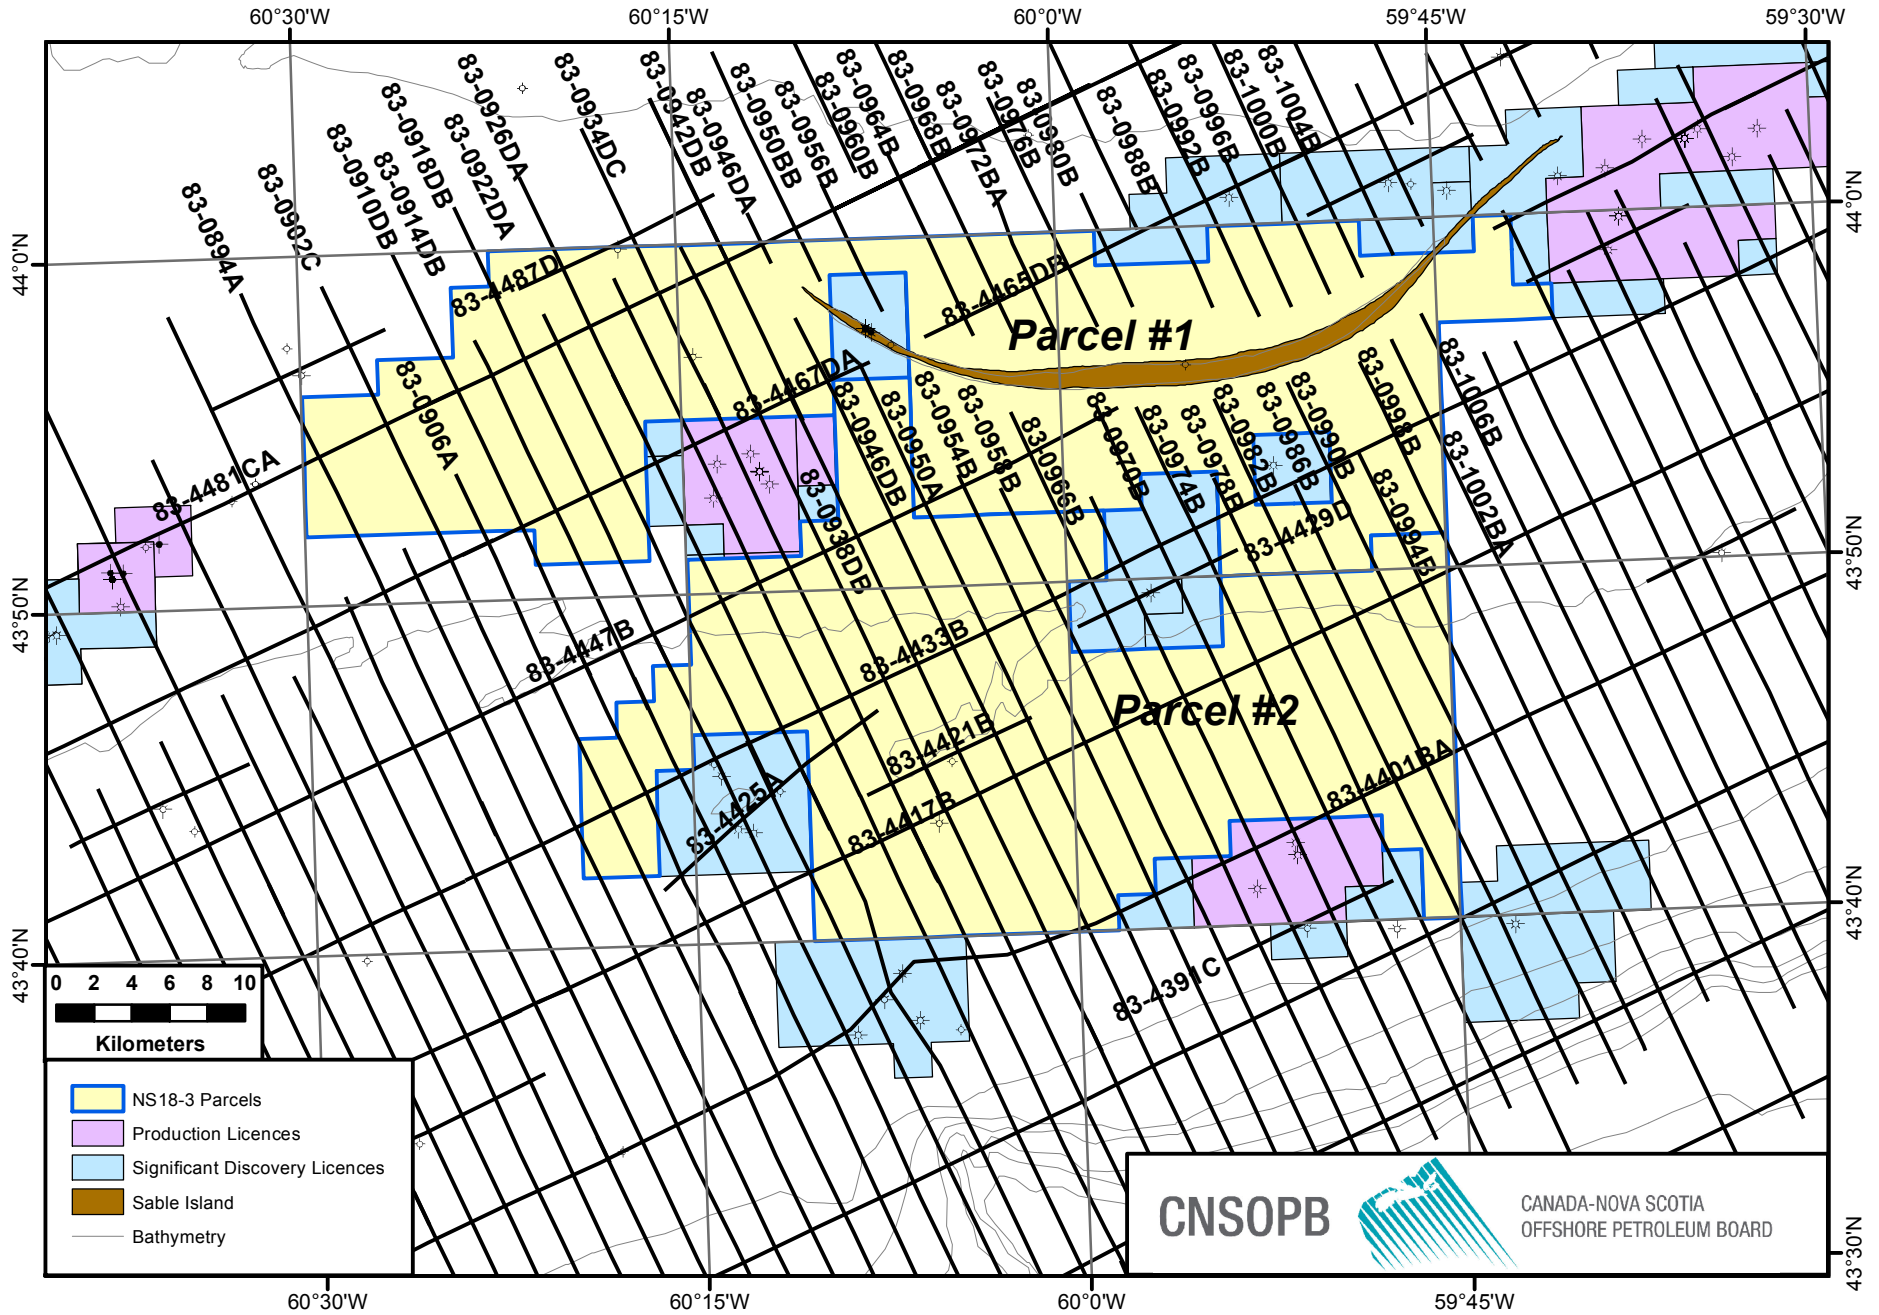 60°30'W
60°15'W
60°0'W
59°45'W
59°30'W
83-0894A
83-0902C
83-0910DB
83-0914DB
83-0918DB
83-0922DA
83-0926DA
83-0934DC
83-0942DB
83-0946DA
83-0950BB
83-0956B
83-0960B
83-0964B
83-0968B
83-0972BA
83-0976B
83-0980B
83-0988B
83-0992B
83-0996B
83-1000B
83-1004B
44°0'N
44°0'N
83-4487D
83-4465DB
Parcel #1
83-4467DA
83-0906A
83-4481CA
83-0938DB
83-0946DB
83-0950A
83-0954B
83-0958B
83-0966B
83-0970B
83-0974B
83-0978B
83-0982B
83-0986B
83-0990B
83-0998B
83-0994B
83-1006B
83-1002BA
83-4429D
43°50'N
43°50'N
83-4447B
83-4433B
Parcel #2
83-4421B
83-4425A
83-4417B
83-4401BA
43°40'N
43°40'N
83-4391C
0 2 4 6 8 10
Kilometers
NS18-3 Parcels
Production Licences
Significant Discovery Licences
Sable Island
Bathymetry
CNSOPB
CANADA-NOVA SCOTIA
OFFSHORE PETROLEUM BOARD
43°30'N
60°30'W
60°15'W
60°0'W
59°45'W